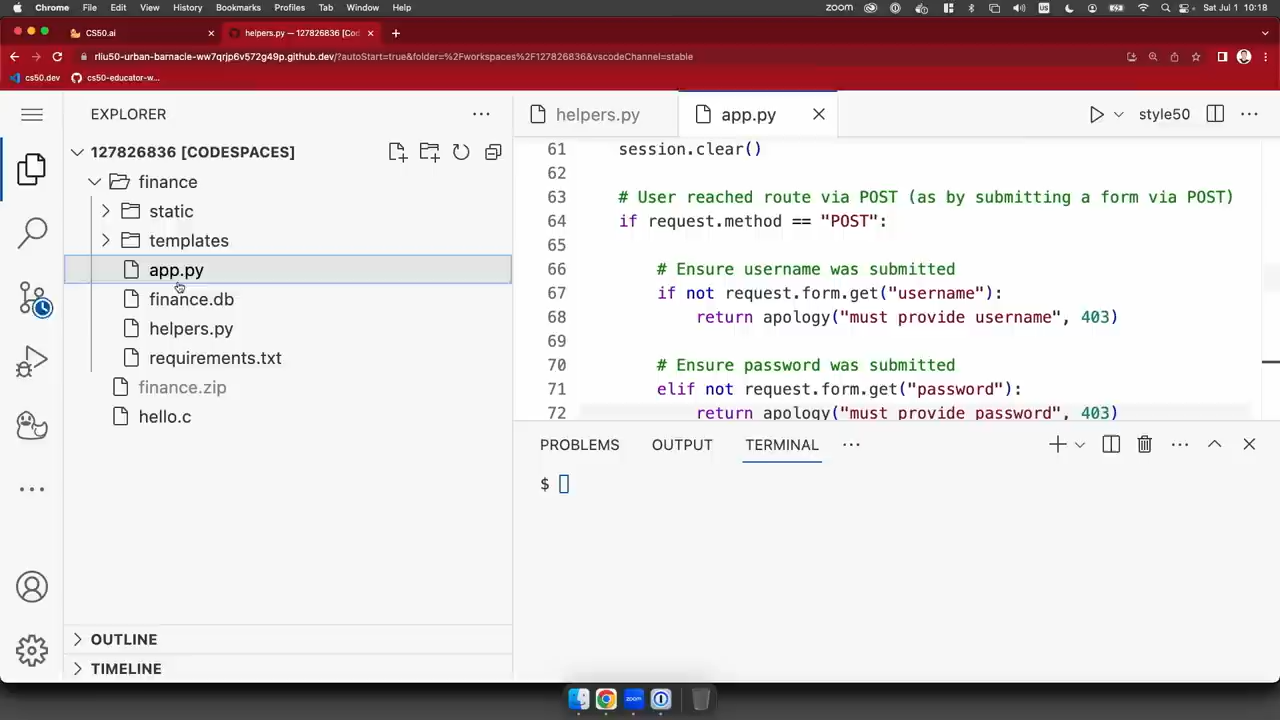 Chrome File Edit View History Bookmarks Profiles Tab Window Help zoom Sat Jul 1 10:18
CS50.ai
helpers.py — 127826836 [Cod
rliu50-urban-barnacle-ww7qrjp6v572g49p.github.dev/?autoStart=true&folder=%2Fworkspaces%2F127826836&vscodeChannel=stable
cs50.dev cs50-educator-w...
EXPLORER
127826836 [CODESPACES]
finance
static
templates
app.py
finance.db
helpers.py
requirements.txt
finance.zip
hello.c
OUTLINE
TIMELINE
helpers.py app.py style50
61 session.clear()
62
63 # User reached route via POST (as by submitting a form via POST)
64 if request.method == "POST":
65
66 # Ensure username was submitted
67 if not request.form.get("username"):
68 return apology("must provide username", 403)
69
70 # Ensure password was submitted
71 elif not request.form.get("password"):
72 return apology("must provide password", 403)
PROBLEMS OUTPUT TERMINAL
$
zoom